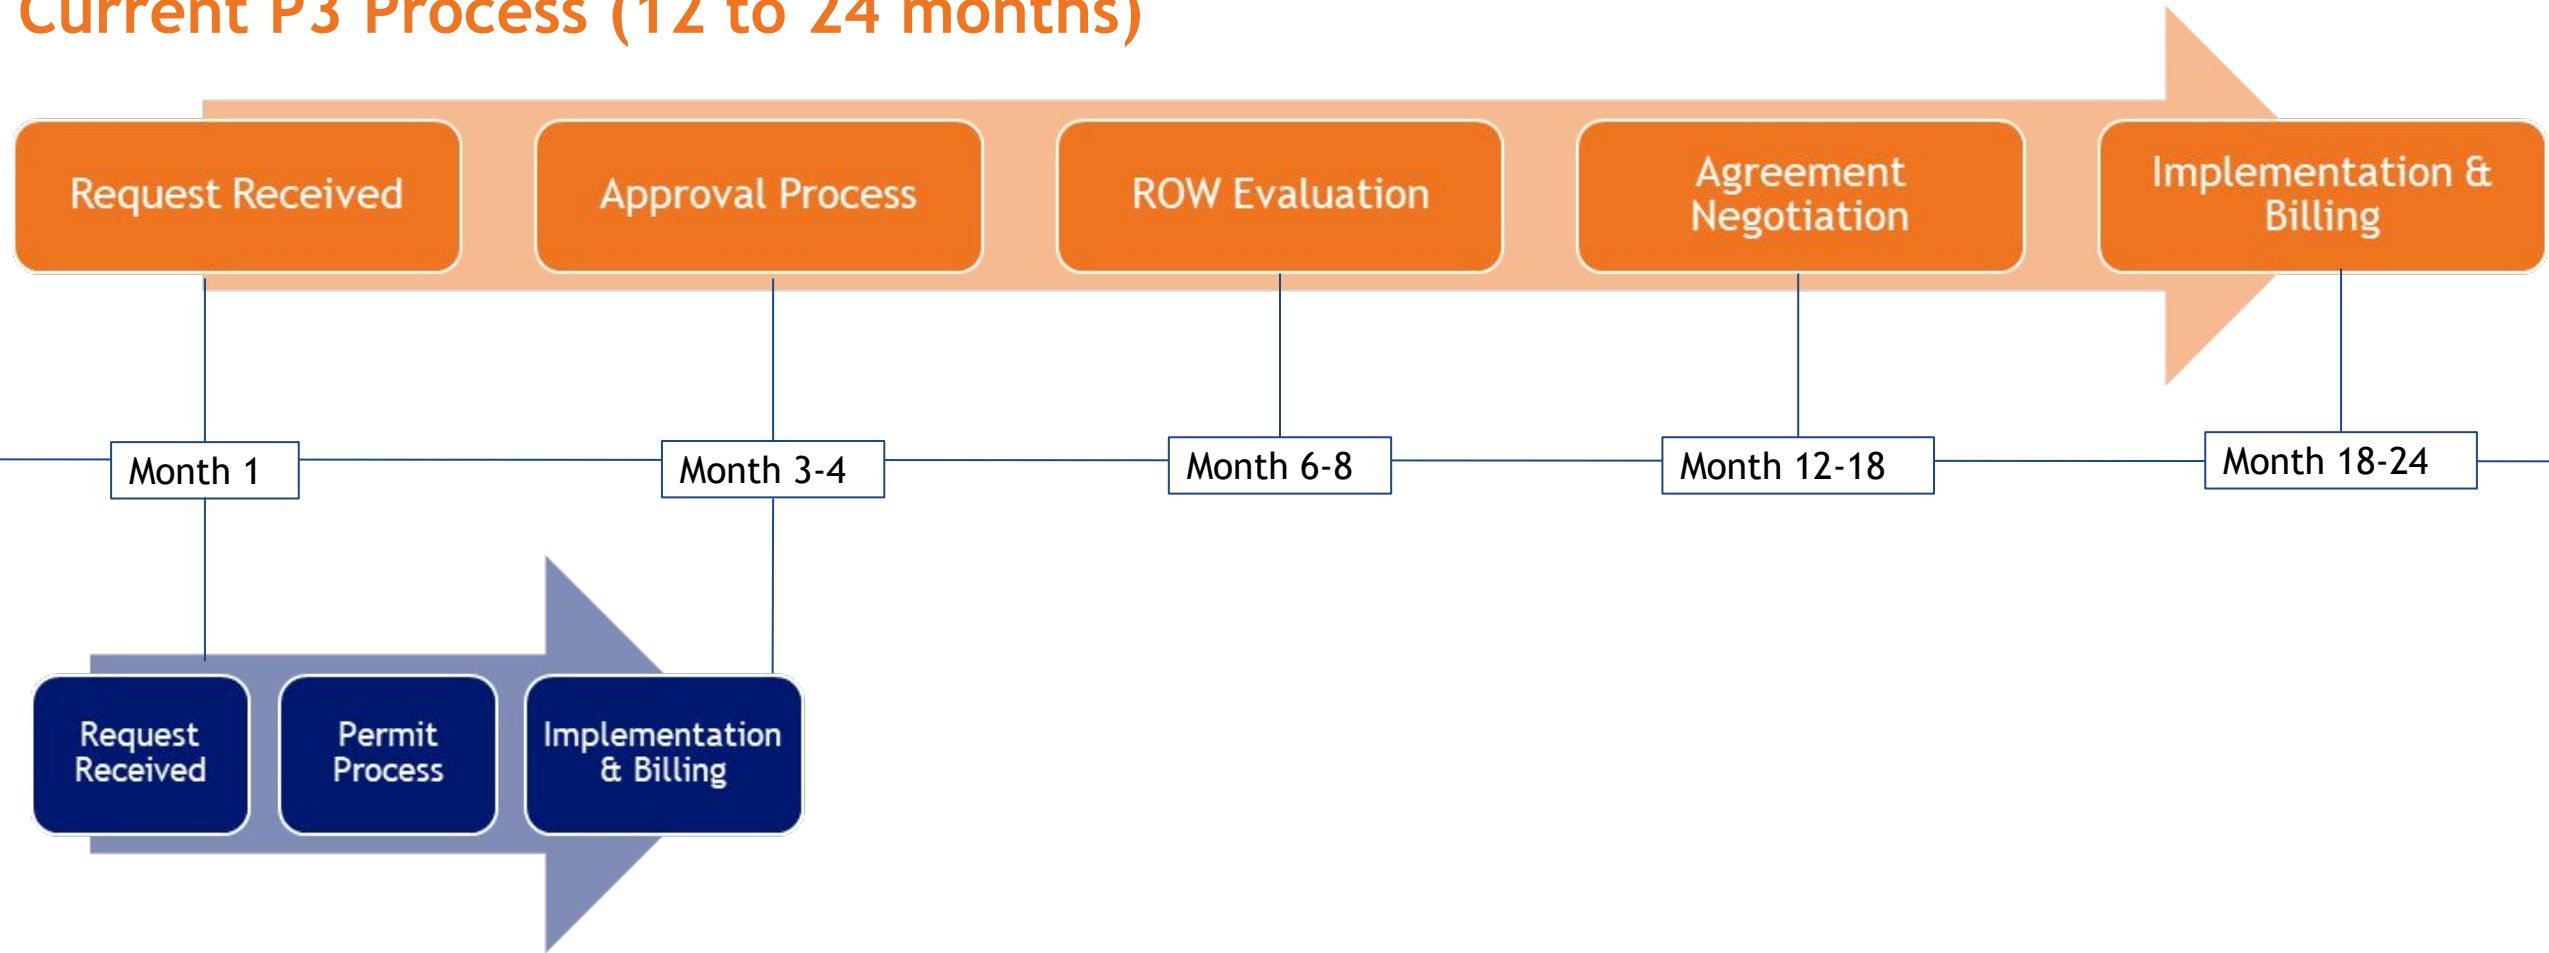 Current P3 Process (12 to 24 months)
Request Received
Approval Process
ROW Evaluation
Agreement
Negotiation
Implementation &
Billing
Month 1
Month 3-4
Month 6-8
Month 12-18
Month 18-24
Request
Received
Permit
Process
Implementation
& Billing